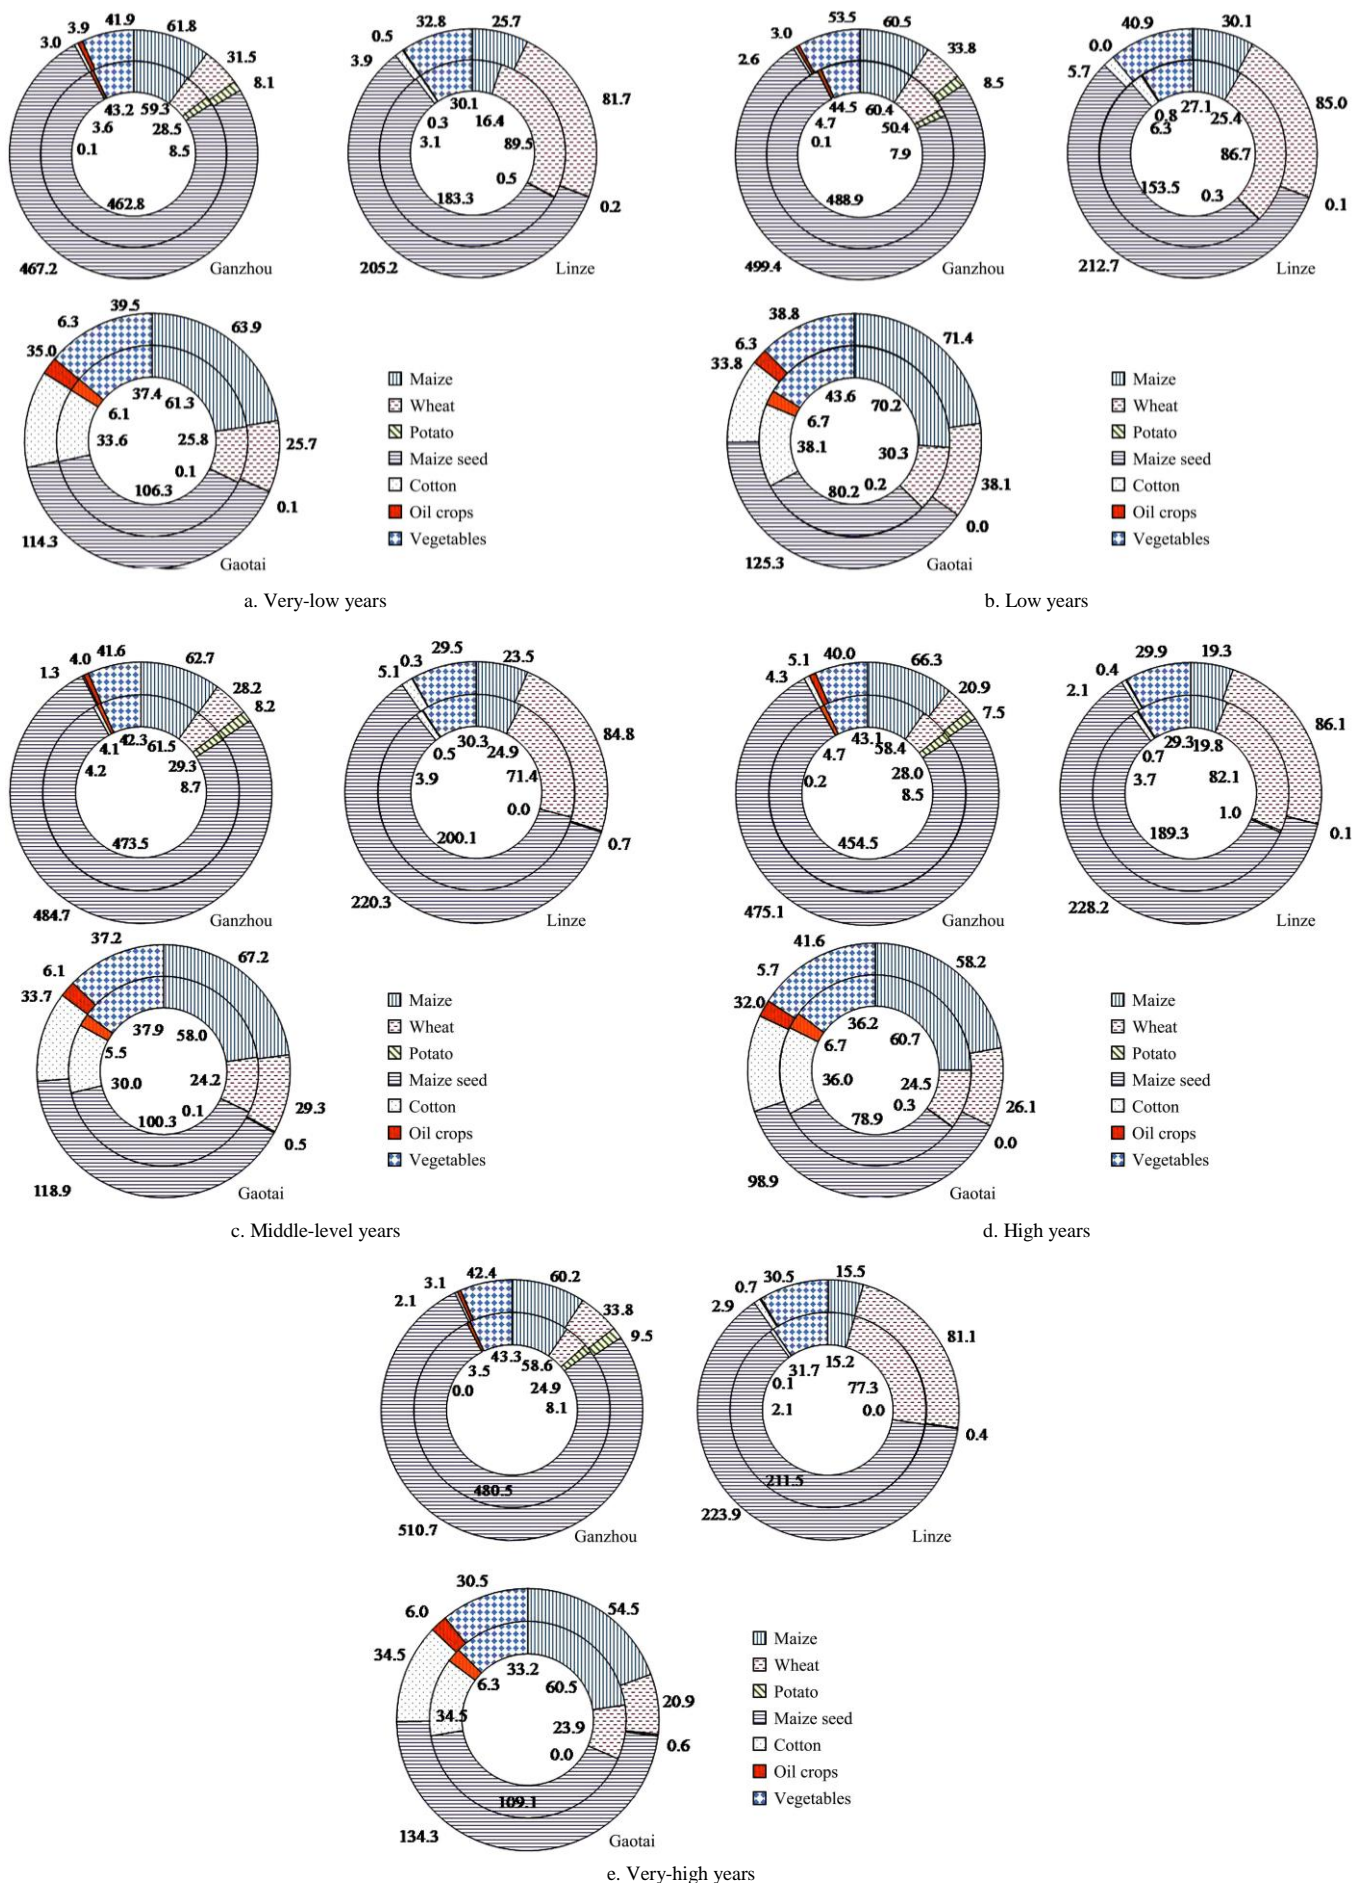 3.0 3.9 41.9 61.8
31.5
8.1
43.2 59.3
3.6 28.5
0.1 8.5
462.8
467.2 Ganzhou
0.5 32.8 25.7
3.9
81.7
30.1
0.3 16.4
3.1 89.5
0.5
183.3
0.2
205.2 Linze
39.5
6.3 63.9
35.0
37.4 61.3
6.1
33.6 25.8 25.7
0.1
106.3
0.1
114.3
Gaotai
Maize
Wheat
Potato
Maize seed
Cotton
Oil crops
Vegetables
a. Very-low years
53.5 60.5
3.0
2.6 33.8
8.5
44.5 60.4
4.7 50.4
0.1 7.9
488.9
499.4 Ganzhou
40.9 30.1
0.0
5.7
85.0
27.1
0.8 25.4
6.3
86.7
153.5 0.3
0.1
212.7 Linze
38.8
6.3 71.4
33.8
43.6 70.2
6.7
38.1 30.3
80.2 0.2 38.1
0.0
125.3 Gaotai
Maize
Wheat
Potato
Maize seed
Cotton
Oil crops
Vegetables
b. Low years
1.3 4.0 41.6 62.7
28.2
8.2
4.1 42.3 61.5
4.2 29.3
8.7
473.5
484.7 Ganzhou
5.1 0.3 29.5 23.5
84.8
0.5 30.3 24.9
3.9 71.4
0.0
200.1 0.7
220.3 Linze
37.2
6.1 67.2
33.7
37.9 58.0
5.5
30.0 24.2
0.1 29.3
100.3
0.5
118.9 Gaotai
Maize
Wheat
Potato
Maize seed
Cotton
Oil crops
Vegetables
c. Middle-level years
4.3 5.1 40.0 66.3
20.9
7.5
4.7 43.1 58.4
0.2 28.0
8.5
454.5
475.1 Ganzhou
0.4 29.9 19.3
2.1
86.1
0.7 29.3 19.8
3.7 82.1
1.0
189.3 0.1
228.2 Linze
41.6
5.7 58.2
32.0
36.2 60.7
6.7
36.0 24.5
0.3 26.1
78.9
0.0
98.9 Gaotai
Maize
Wheat
Potato
Maize seed
Cotton
Oil crops
Vegetables
d. High years
3.1 42.4 60.2
2.1 33.8
9.5
43.3 58.6
3.5 24.9
0.0 8.1
480.5
510.7 Ganzhou
0.7 30.5 15.5
2.9
81.1
31.7 15.2
0.1 77.3
2.1 0.0
0.4
211.5
223.9 Linze
30.5
6.0 54.5
34.5
33.2
6.3 60.5
34.5 23.9 20.9
0.0 0.6
109.1
134.3 Gaotai
Maize
Wheat
Potato
Maize seed
Cotton
Oil crops
Vegetables
e. Very-high years